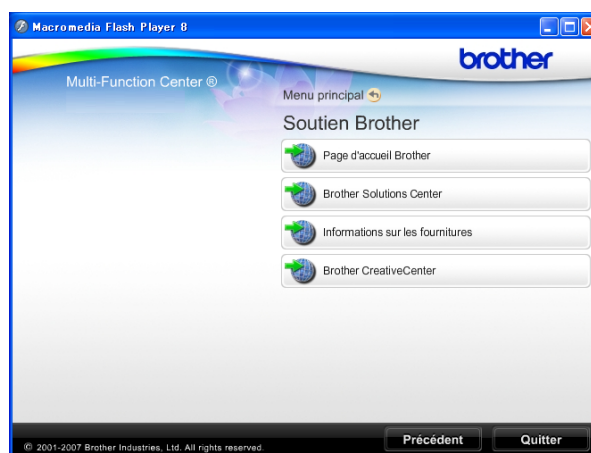 Macromedia Flash Player 8
brother
Multi-Function Center ®
Menu principal
Soutien Brother
Page d'accueil Brother
Brother Solutions Center
Informations sur les fournitures
Brother CreativeCenter
Précédent
Quitter
© 2001-2007 Brother Industries, Ltd. All rights reserved.